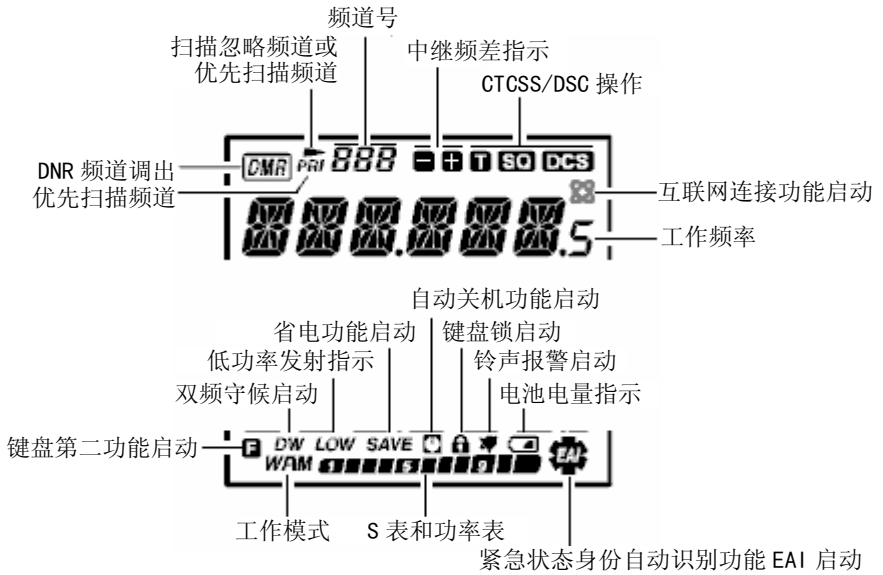 频道号
扫描忽略频道或
优先扫描频道
中继频差指示
CTCSS/DSC 操作
DNR 频道调出
优先扫描频道
DMR PRI 888 - + T SQ DCS
互联网连接功能启动
.5
工作频率
自动关机功能启动
省电功能启动
键盘锁启动
低功率发射指示
铃声报警启动
双频守候启动
电池电量指示
键盘第二功能启动
F DW LOW SAVE
EAI
WAM 1 5 9
工作模式
S 表和功率表
紧急状态身份自动识别功能 EAI 启动